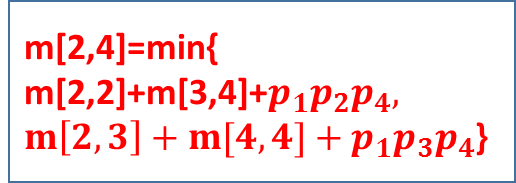 m[2,4]=min{
m[2,2]+m[3,4]+p₁p₂p₄,
m[2, 3] + m[4, 4] + p₁p₃p₄}